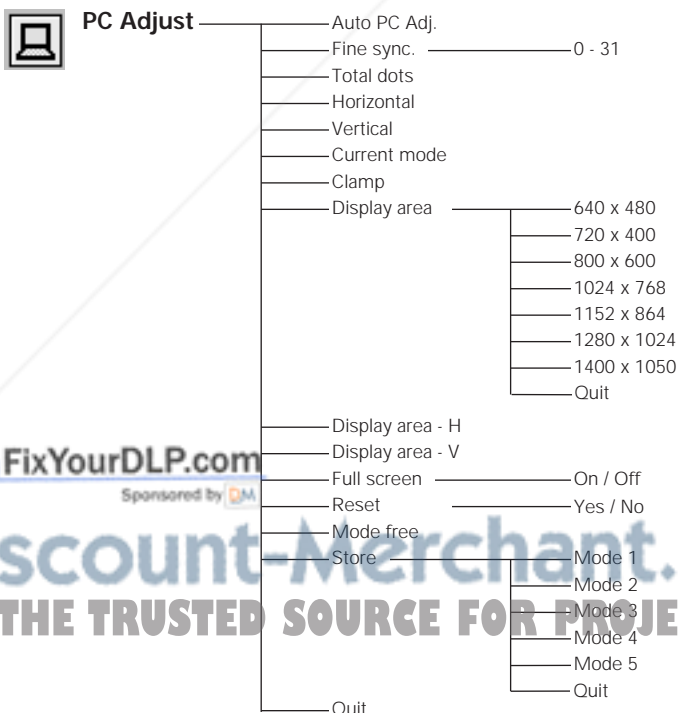 PC Adjust
Auto PC Adj.
Fine sync. 0 - 31
Total dots
Horizontal
Vertical
Current mode
Clamp
Display area 640 x 480
720 x 400
800 x 600
1024 x 768
1152 x 864
1280 x 1024
1400 x 1050
Quit
Display area - H
Display area - V
FixYourDLP.com
Full screen On / Off
Sponsored by DM
Reset Yes / No
Mode free
scount-Merchant.
Store Mode 1
Mode 2
THE TRUSTED SOURCE FOR PROJE
Mode 3
Mode 4
Mode 5
Quit
Quit